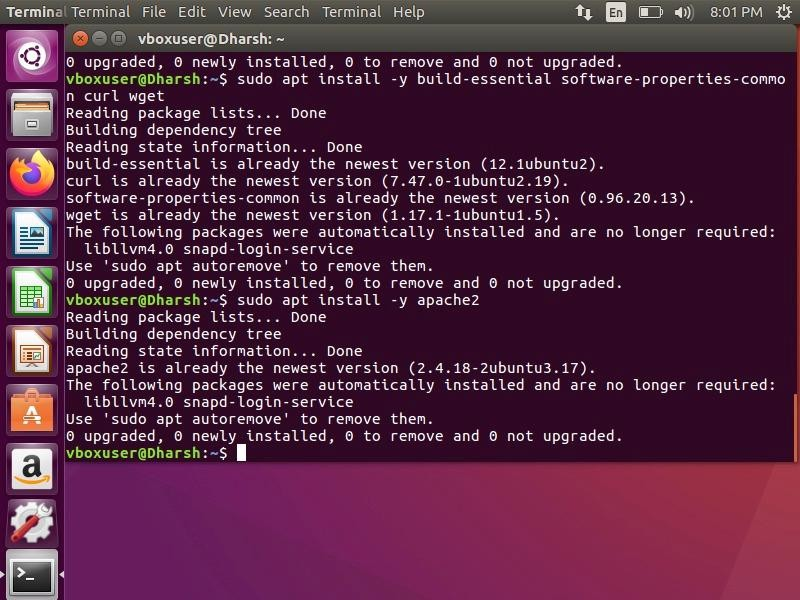 Terminal Terminal File Edit View Search Terminal Help En 8:01 PM
vboxuser@Dharsh: ~
0 upgraded, 0 newly installed, 0 to remove and 0 not upgraded.
vboxuser@Dharsh:~$ sudo apt install -y build-essential software-properties-commo
n curl wget
Reading package lists... Done
Building dependency tree
Reading state information... Done
build-essential is already the newest version (12.1ubuntu2).
curl is already the newest version (7.47.0-1ubuntu2.19).
software-properties-common is already the newest version (0.96.20.13).
wget is already the newest version (1.17.1-1ubuntu1.5).
The following packages were automatically installed and are no longer required:
  libllvm4.0 snapd-login-service
Use 'sudo apt autoremove' to remove them.
0 upgraded, 0 newly installed, 0 to remove and 0 not upgraded.
vboxuser@Dharsh:~$ sudo apt install -y apache2
Reading package lists... Done
Building dependency tree
Reading state information... Done
apache2 is already the newest version (2.4.18-2ubuntu3.17).
The following packages were automatically installed and are no longer required:
  libllvm4.0 snapd-login-service
Use 'sudo apt autoremove' to remove them.
0 upgraded, 0 newly installed, 0 to remove and 0 not upgraded.
vboxuser@Dharsh:~$